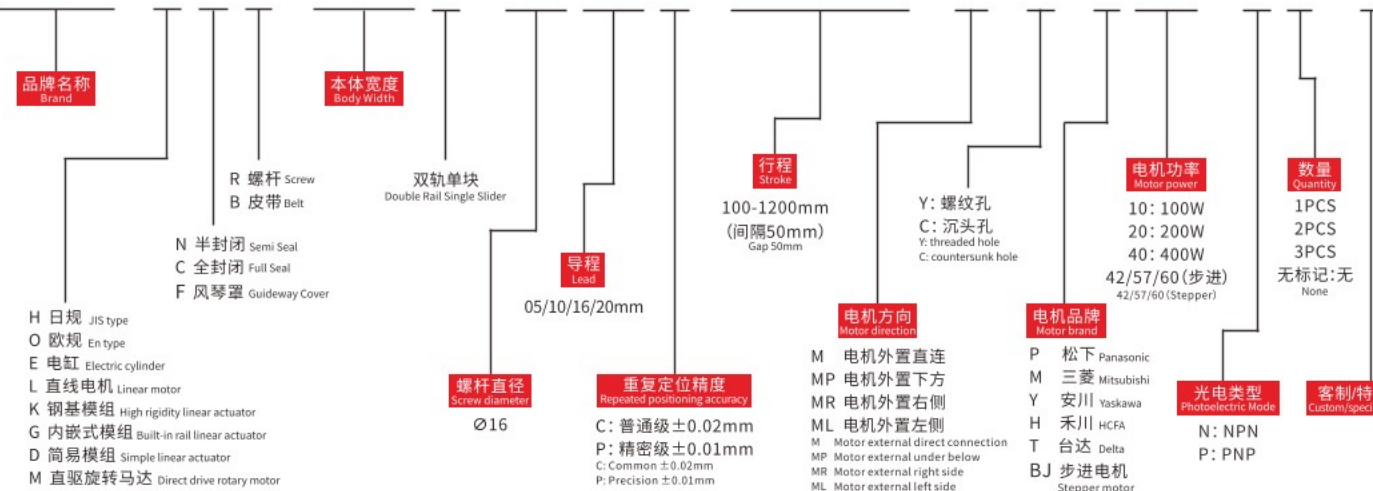 品牌名称
Brand
H 日规 JIS type
O 欧规 En type
E 电缸 Electric cylinder
L 直线电机 Linear motor
K 钢基模组 High rigidity linear actuator
G 内嵌式模组 Built-in rail linear actuator
D 简易模组 Simple linear actuator
M 直驱旋转马达 Direct drive rotary motor
N 半封闭 Semi Seal
C 全封闭 Full Seal
F 风琴罩 Guideway Cover
R 螺杆 Screw
B 皮带 Belt
本体宽度
Body Width
双轨单块
Double Rail Single Slider
螺杆直径
Screw diameter
Ø16
导程
Lead
05/10/16/20mm
重复定位精度
Repeated positioning accuracy
C: 普通级±0.02mm
P: 精密级±0.01mm
C: Common ±0.02mm
P: Precision ±0.01mm
行程
Stroke
100-1200mm
(间隔50mm)
Gap 50mm
电机方向
Motor direction
M 电机外置直连
MP 电机外置下方
MR 电机外置右侧
ML 电机外置左侧
M Motor external direct connection
MP Motor external under below
MR Motor external right side
ML Motor external left side
Y: 螺纹孔
C: 沉头孔
Y: threaded hole
C: countersunk hole
电机品牌
Motor brand
P 松下 Panasonic
M 三菱 Mitsubishi
Y 安川 Yaskawa
H 禾川 HCFA
T 台达 Delta
BJ 步进电机
Stepper motor
电机功率
Motor power
10: 100W
20: 200W
40: 400W
42/57/60(步进)
42/57/60(Stepper)
光电类型
Photoelectric Mode
N: NPN
P: PNP
数量
Quantity
1PCS
2PCS
3PCS
无标记:无
None
客制/特
Custom/speci